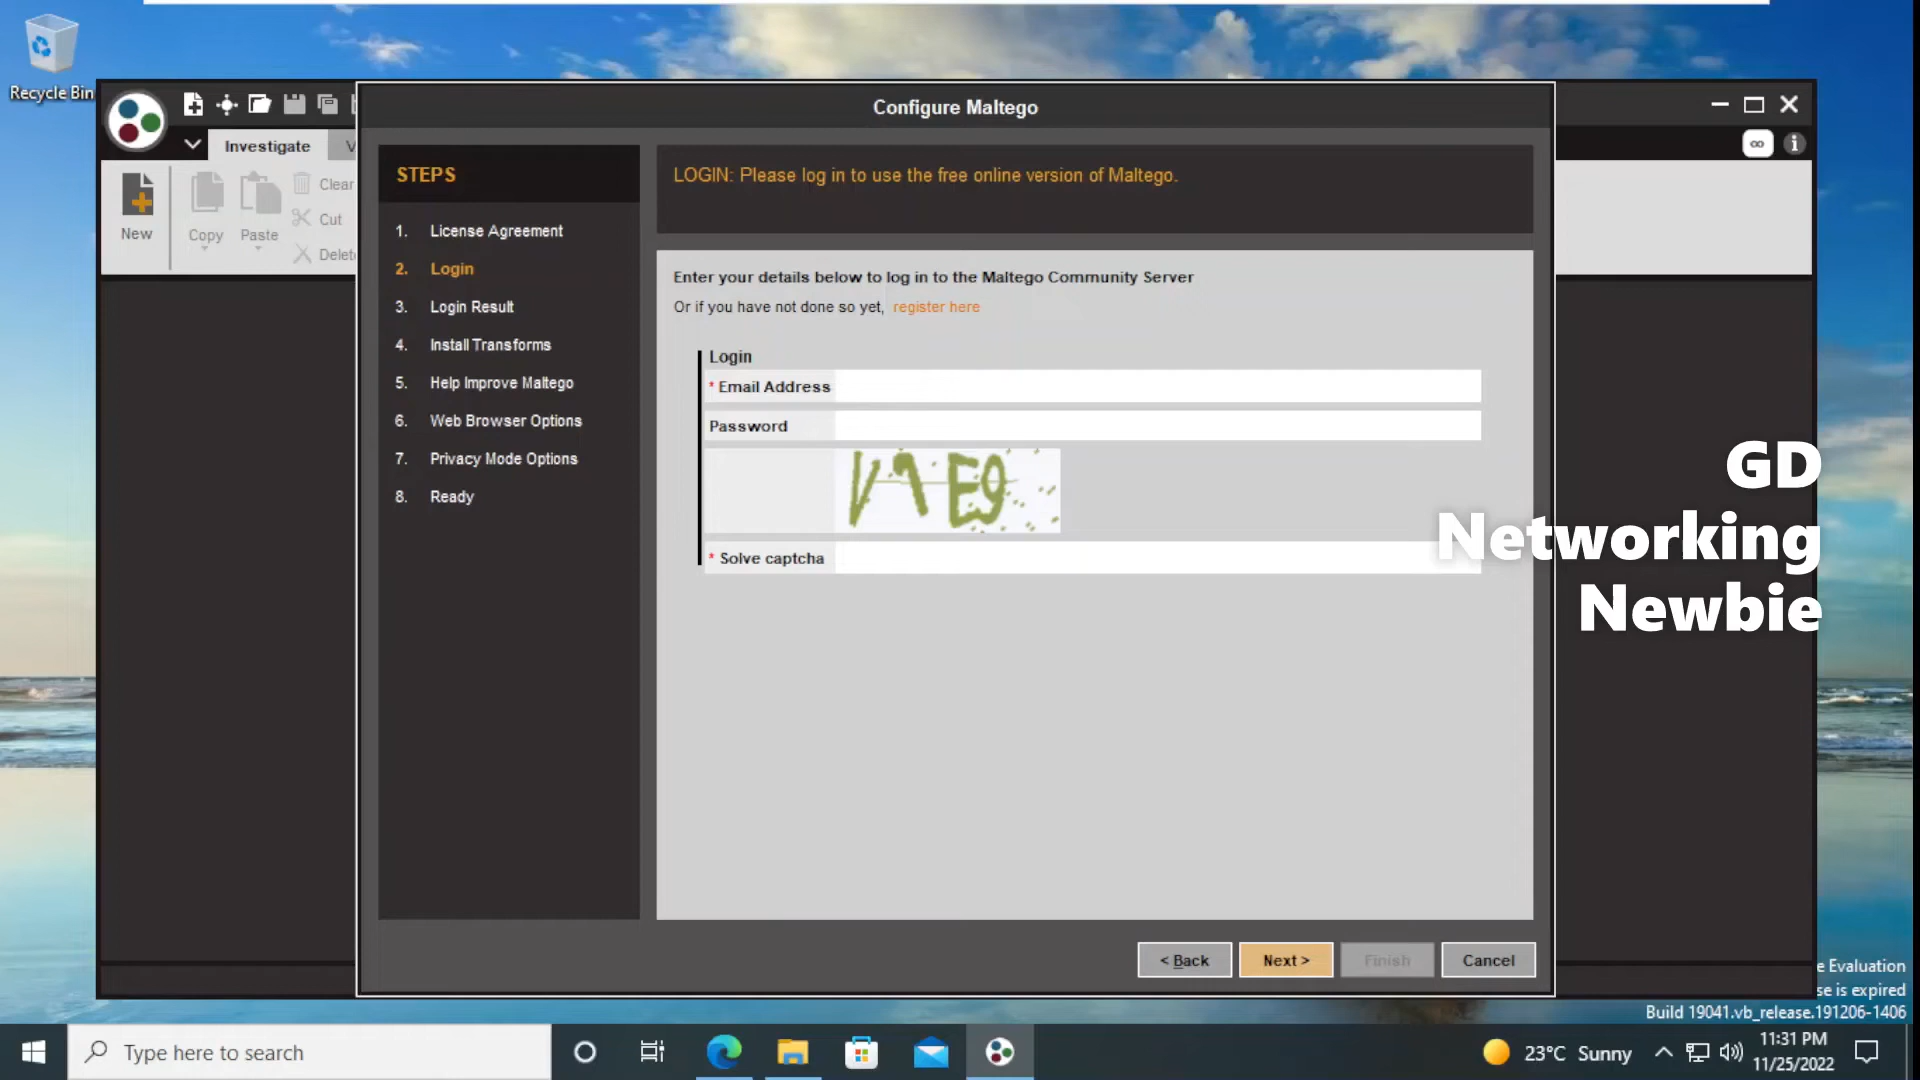 Recycle Bin
Configure Maltego
Investigate
New
Copy
Paste
Clear
Cut
Delet
STEPS
1. License Agreement
2. Login
3. Login Result
4. Install Transforms
5. Help Improve Maltego
6. Web Browser Options
7. Privacy Mode Options
8. Ready
LOGIN: Please log in to use the free online version of Maltego.
Enter your details below to log in to the Maltego Community Server
Or if you have not done so yet, register here
Login
* Email Address
Password
* Solve captcha
< Back
Next >
Finish
Cancel
GD
Networking
Newbie
e Evaluation
se is expired
Build 19041.vb_release.191206-1406
Type here to search
23°C Sunny
11:31 PM
11/25/2022